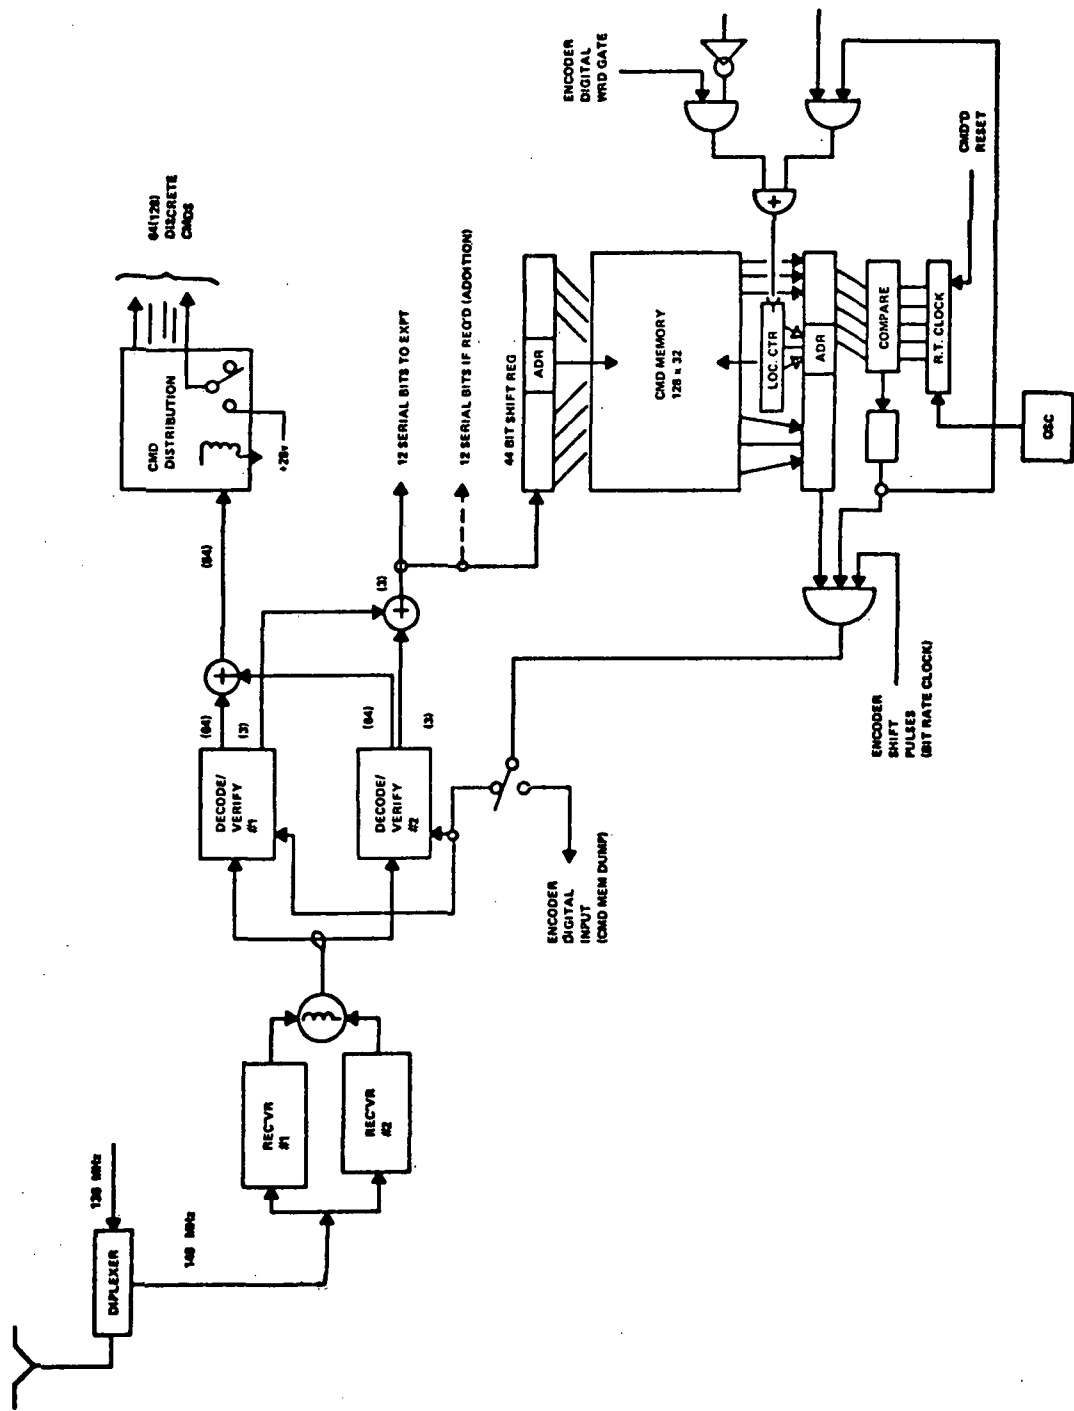 DIPLEXER
136 MHz
148 MHz
REC'VR
#1
REC'VR
#2
DECODE/
VERIFY
#1
DECODE/
VERIFY
#2
(64)
(3)
(64)
(3)
(64)
(3)
CMD
DISTRIBUTION
+28v
64(128)
DISCRETE
CMDS
12 SERIAL BITS TO EXPT
12 SERIAL BITS IF REQ'D (ADDITION)
44 BIT SHIFT REG
ADR
CMD MEMORY
128 x 32
LOC. CTR
ADR
COMPARE
R.T. CLOCK
OSC
CMD'D
RESET
ENCODER
DIGITAL
WRD GATE
ENCODER
DIGITAL
INPUT
(CMD MEM DUMP)
ENCODER
SHIFT
PULSES
(BIT RATE CLOCK)